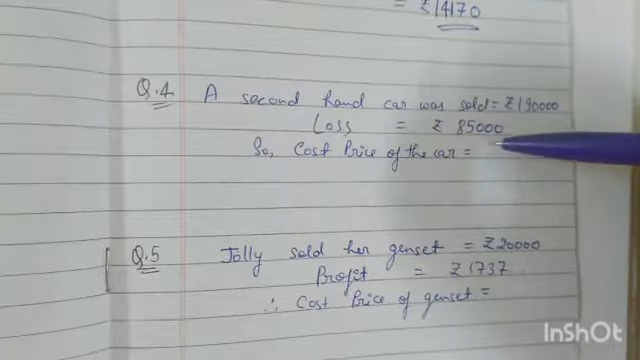 = ₹14170
Q.4 A second hand car was sold = ₹190000
Loss = ₹ 85000
So, Cost Price of the car =
Q.5 Jolly sold her genset = ₹20000
Profit = ₹1737
∴ Cost Price of genset =
InShOt